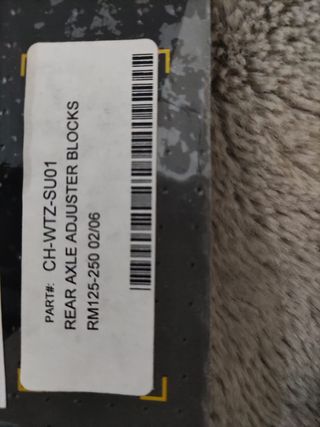 PART#: CH-WTZ-SU01
REAR AXLE ADJUSTER BLOCKS
RM125-250 02/06